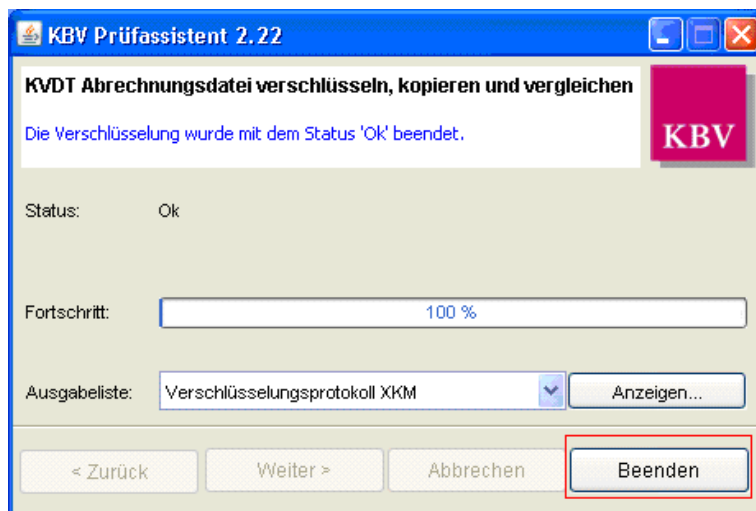 KBV Prüfassistent 2.22
KVDT Abrechnungsdatei verschlüsseln, kopieren und vergleichen
Die Verschlüsselung wurde mit dem Status 'Ok' beendet.
KBV
Status: Ok
Fortschritt: 100 %
Ausgabeliste: Verschlüsselungsprotokoll XKM Anzeigen...
< Zurück Weiter > Abbrechen Beenden